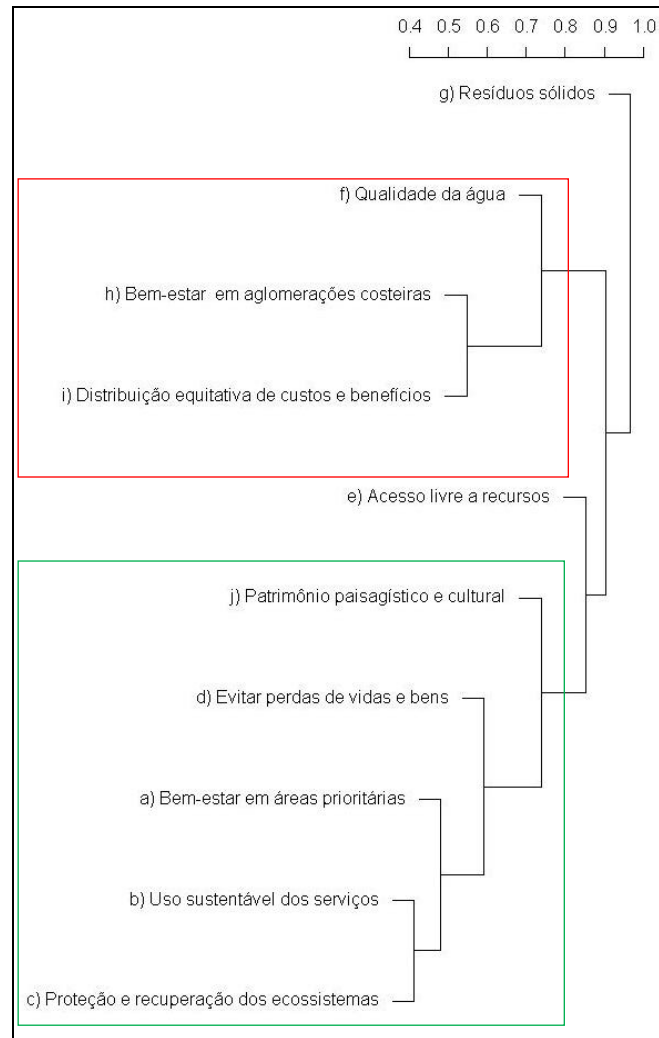 0.4 0.5 0.6 0.7 0.8 0.9 1.0
g) Resíduos sólidos
f) Qualidade da água
h) Bem-estar em aglomerações costeiras
i) Distribuição equitativa de custos e benefícios
e) Acesso livre a recursos
j) Patrimônio paisagístico e cultural
d) Evitar perdas de vidas e bens
a) Bem-estar em áreas prioritárias
b) Uso sustentável dos serviços
c) Proteção e recuperação dos ecossistemas